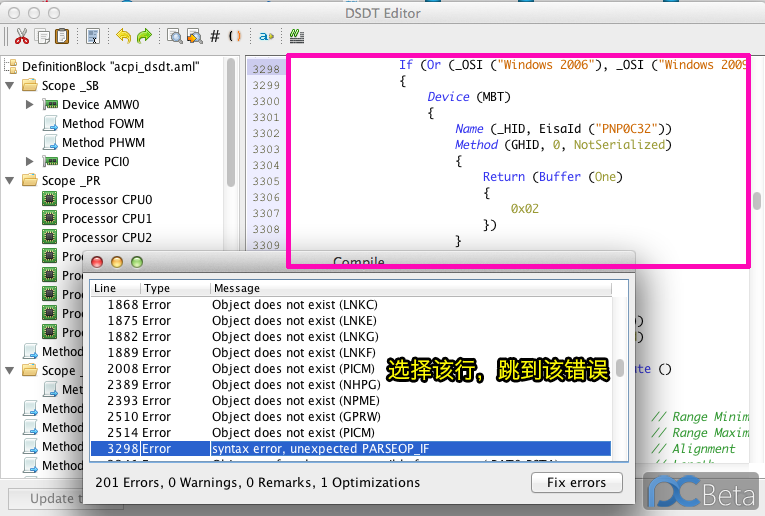 DSDT Editor
DefinitionBlock "acpi_dsdt.aml"
Scope _SB
Device AMW0
Method FOWM
Method PHWM
Device PCI0
Scope _PR
Processor CPU0
Processor CPU1
Processor CPU2
3298 If (Or (_OSI ("Windows 2006"), _OSI ("Windows 2009
3299 {
3300 Device (MBT)
3301 {
3302 Name (_HID, EisaId ("PNP0C32"))
3303 Method (GHID, 0, NotSerialized)
3304 {
3305 Return (Buffer (One)
3306 {
3307 0x02
3308 })
3309 }
Proc
Proc
Proc
Proc
Proc
Method
Scope _
Met
Method
Method
Method
Method
Update t
Compile
Line Type Message
1868 Error Object does not exist (LNKC)
1875 Error Object does not exist (LNKE)
1882 Error Object does not exist (LNKG)
1889 Error Object does not exist (LNKF)
2008 Error Object does not exist (PICM)
2389 Error Object does not exist (NHPG)
2393 Error Object does not exist (NPME)
2510 Error Object does not exist (GPRW)
2514 Error Object does not exist (PICM)
3298 Error syntax error, unexpected PARSEOP_IF
选择该行，跳到该错误
201 Errors, 0 Warnings, 0 Remarks, 1 Optimizations
Fix errors
ute ()
// Range Minim
// Range Maxim
// Alignment
// Length
PCBeta